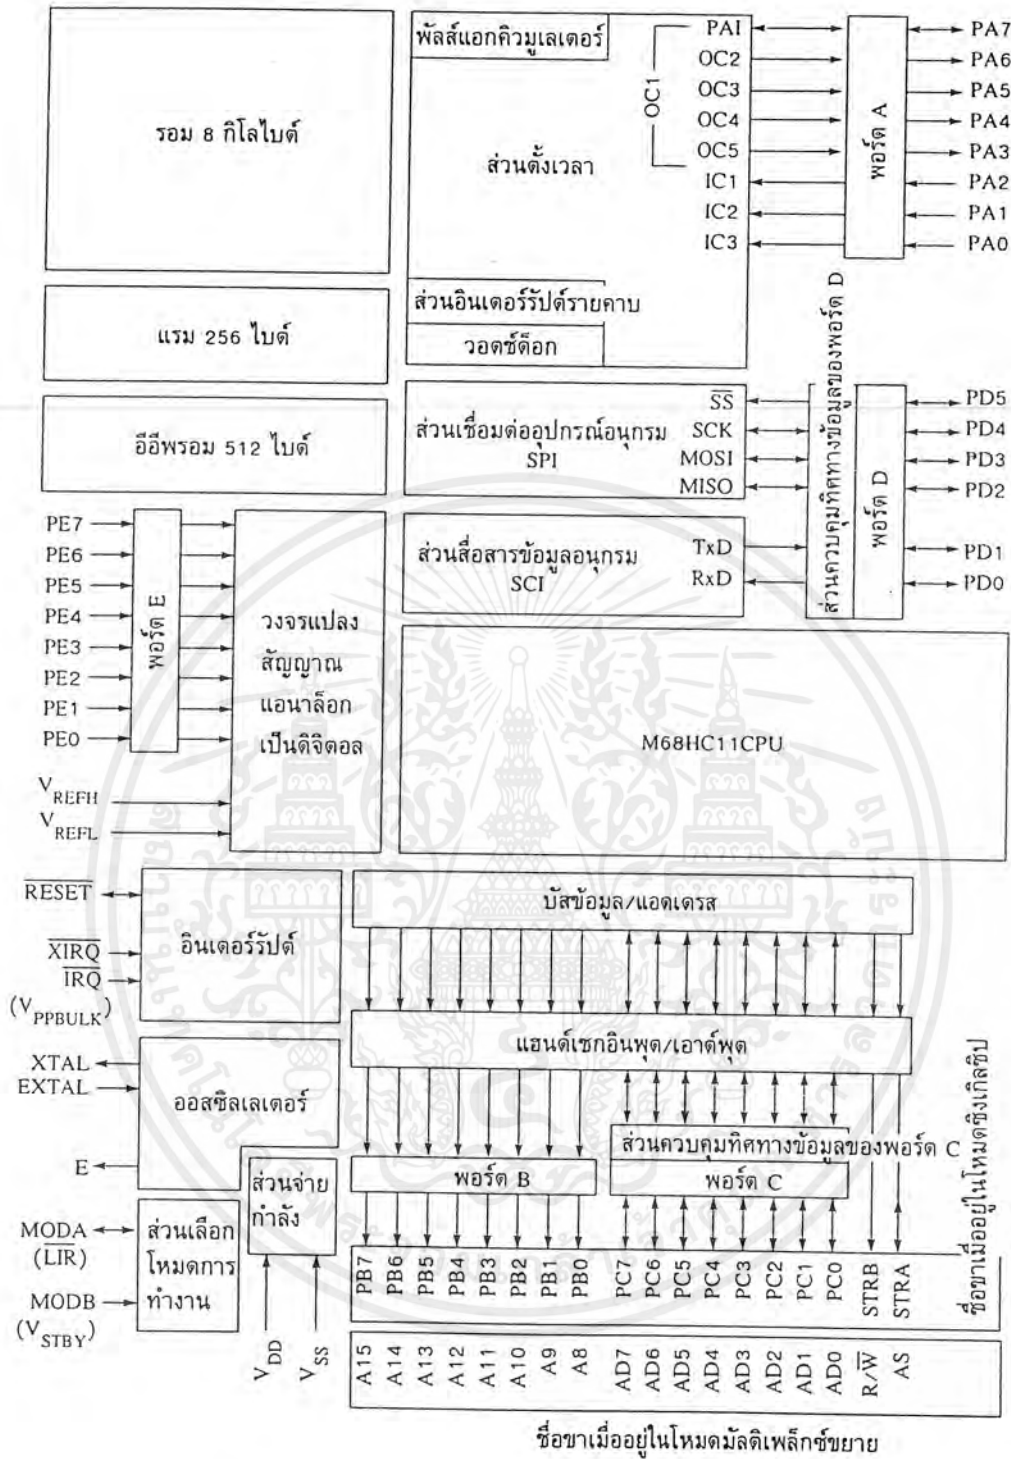 พัลส์แอกคิวมูเลเตอร์
PAI
PA7
OC2
PA6
OC3
PA5
OC1
OC4
PA4
OC5
PA3
IC1
PA2
IC2
PA1
IC3
PA0
พอร์ต A
รอม 8 กิโลไบต์
ส่วนตั้งเวลา
ส่วนอินเตอร์รัปต์รายคาบ
วอตช์ด็อก
แรม 256 ไบต์
อีอีพรอม 512 ไบต์
ส่วนเชื่อมต่ออุปกรณ์อนุกรม
SPI
SS
SCK
MOSI
MISO
ส่วนควบคุมทิศทางข้อมูลของพอร์ต D
พอร์ต D
PD5
PD4
PD3
PD2
PD1
PD0
ส่วนสื่อสารข้อมูลอนุกรม
SCI
TxD
RxD
PE7
PE6
PE5
PE4
PE3
PE2
PE1
PE0
พอร์ต E
วงจรแปลง
สัญญาณ
แอนาล็อก
เป็นดิจิตอล
VREFH
VREFL
M68HC11CPU
RESET
XIRQ
IRQ
(VPPBULK)
อินเตอร์รัปต์
บัสข้อมูล/แอดเดรส
แฮนด์เชกอินพุต/เอาต์พุต
XTAL
EXTAL
E
ออสซิลเลเตอร์
ส่วนควบคุมทิศทางข้อมูลของพอร์ต C
พอร์ต B
พอร์ต C
ส่วนจ่าย
กำลัง
MODA
(LIR)
MODB
(VSTBY)
ส่วนเลือก
โหมดการ
ทำงาน
VDD
VSS
PB7 PB6 PB5 PB4 PB3 PB2 PB1 PB0 PC7 PC6 PC5 PC4 PC3 PC2 PC1 PC0 STRB STRA
ชื่อขาเมื่ออยู่ในโหมดซิงเกิลชิป
A15 A14 A13 A12 A11 A10 A9 A8 AD7 AD6 AD5 AD4 AD3 AD2 AD1 AD0 R/W AS
ชื่อขาเมื่ออยู่ในโหมดมัลติเพล็กซ์ขยาย